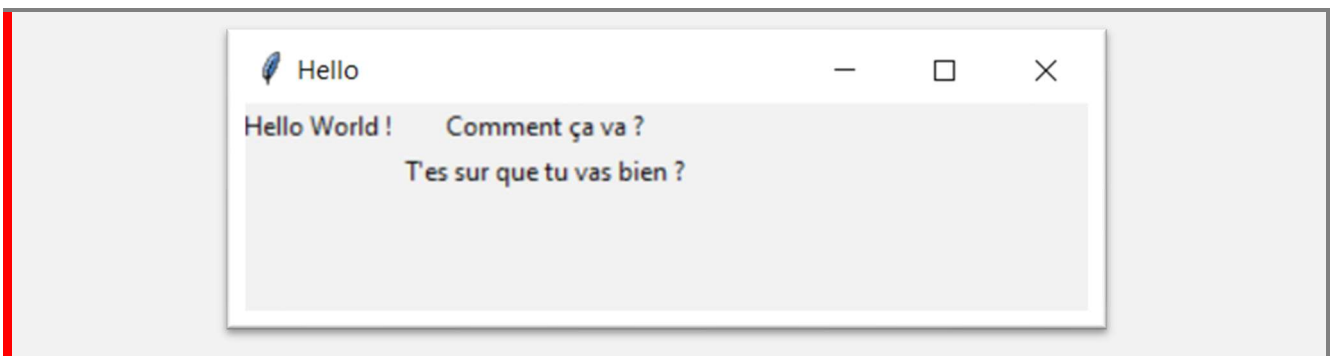 Hello
Hello World ! Comment ça va ?
T'es sur que tu vas bien ?